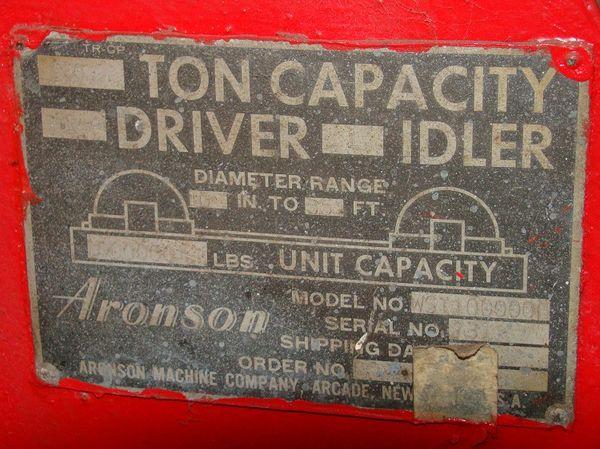 TR-CP
TON CAPACITY
DRIVER IDLER
DIAMETER RANGE
IN. TO FT.
LBS. UNIT CAPACITY
Aronson
MODEL NO.
SERIAL NO.
SHIPPING DA
ORDER NO.
ARONSON MACHINE COMPANY, ARCADE, NEW S.A